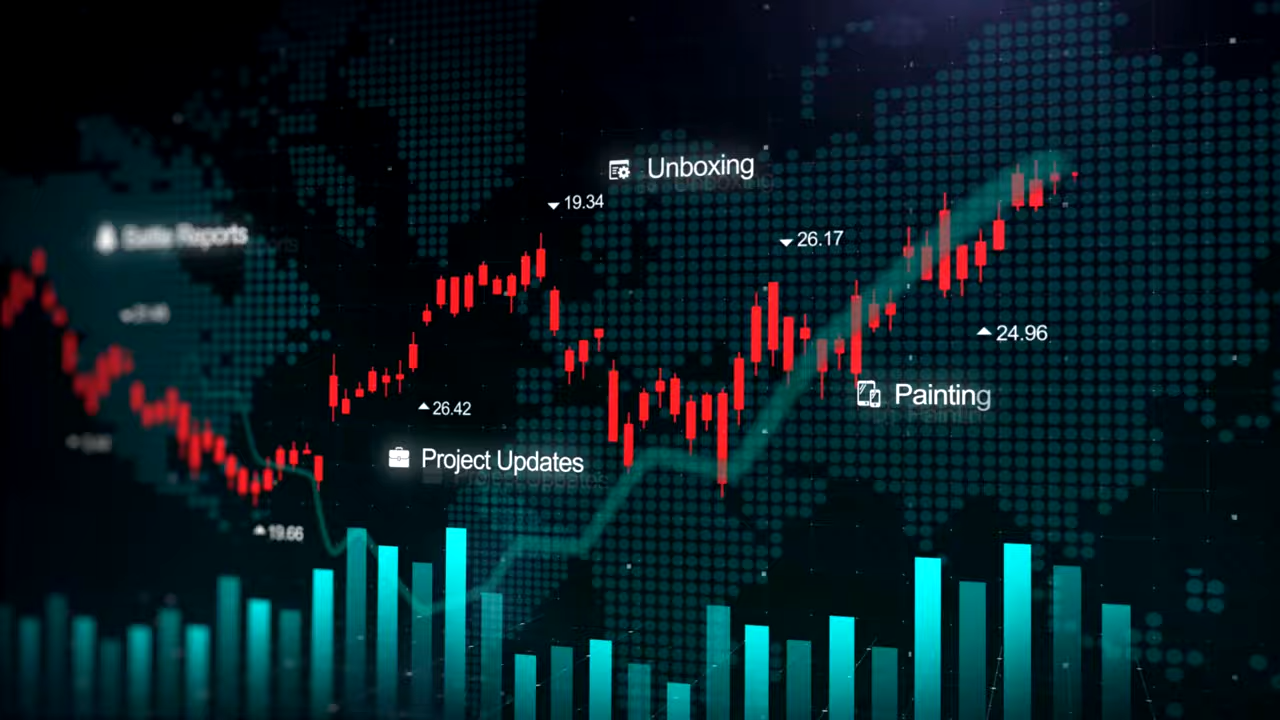 Unboxing
19.34
Battle Reports
26.17
24.96
Painting
26.42
Project Updates
19.66